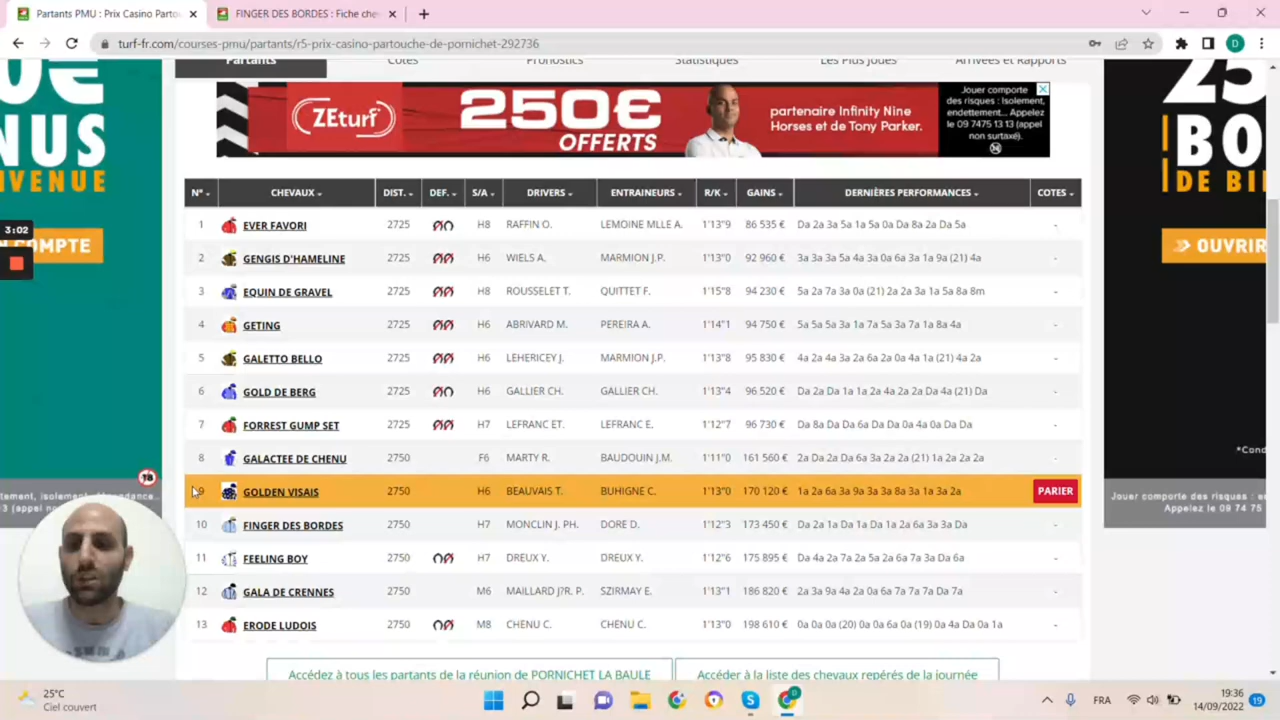 Partants PMU : Prix Casino Parto
FINGER DES BORDES : Fiche che
turf-fr.com/courses-pmu/partants/r5-prix-casino-partouche-de-pornichet-292736
D
Partants
Cotes
Pronostics
Statistiques
Les Plus Joués
Arrivées et Rapports
NUS
VENUE
COMPTE
3:02
ZEturf
250€
OFFERTS
partenaire Infinity Nine
Horses et de Tony Parker.
Jouer comporte
des risques : Isolement,
endettement... Appelez
le 09 7475 13 13 (appel
non surtaxé).
25
BO
DE BI
OUVRIR
N° CHEVAUX DIST. DEF. S/A DRIVERS ENTRAINEURS R/K GAINS DERNIÈRES PERFORMANCES COTES
1 EVER FAVORI 2725 H8 RAFFIN O. LEMOINE MLLE A. 1'13"9 86 535 € Da 2a 3a 5a 1a 5a 0a Da 8a 2a Da 5a -
2 GENGIS D'HAMELINE 2725 H6 WIELS A. MARMION J.P. 1'13"0 92 960 € 3a 3a 3a 5a 4a 3a 0a 6a 3a 1a 9a (21) 4a -
3 EQUIN DE GRAVEL 2725 H8 ROUSSELET T. QUITTET F. 1'15"8 94 230 € 5a 2a 7a 3a 0a (21) 2a 2a 3a 1a 5a 8a 8m -
4 GETING 2725 H6 ABRIVARD M. PEREIRA A. 1'14"1 94 750 € 5a 5a 5a 3a 1a 7a 5a 3a 7a 1a 8a 4a -
5 GALETTO BELLO 2725 H6 LEHERICEY J. MARMION J.P. 1'13"8 95 830 € 4a 2a 4a 3a 2a 6a 2a 0a 4a 1a (21) 4a 2a -
6 GOLD DE BERG 2725 H6 GALLIER CH. GALLIER CH. 1'13"4 96 520 € Da 2a Da 1a 1a 2a 4a 2a 2a Da 4a (21) Da -
7 FORREST GUMP SET 2725 H7 LEFRANC ET. LEFRANC E. 1'12"7 96 730 € Da 8a Da Da 6a Da Da 0a 4a 0a Da Da -
8 GALACTEE DE CHENU 2750 F6 MARTY R. BAUDOUIN J.M. 1'11"0 161 560 € 2a Da 2a Da 6a 3a 2a 2a (21) 1a 2a 2a 2a -
9 GOLDEN VISAIS 2750 H6 BEAUVAIS T. BUHIGNE C. 1'13"0 170 120 € 1a 2a 6a 3a 9a 3a 3a 8a 3a 1a 3a 2a PARIER
10 FINGER DES BORDES 2750 H7 MONCLIN J. PH. DORE D. 1'12"3 173 450 € Da 2a 1a Da 1a Da 1a 2a 6a 3a 3a Da -
11 FEELING BOY 2750 H7 DREUX Y. DREUX Y. 1'12"6 175 895 € Da 4a 2a 7a 2a 5a 2a 6a 7a 3a Da 6a -
12 GALA DE CRENNES 2750 M6 MAILLARD J?R. P. SZIRMAY E. 1'13"1 186 820 € 2a 3a 9a 4a 2a 0a 6a 7a 7a 7a Da 7a -
13 ERODE LUDOIS 2750 M8 CHENU C. CHENU C. 1'13"0 198 610 € 0a 0a 0a (20) 0a 0a 6a 0a (19) 0a 4a Da 0a 1a -
18
*Cond
Jouer comporte des risques : e
Appelez le 09 74 75
Accédez à tous les partants de la réunion de PORNICHET LA BAULE
Accéder à la liste des chevaux repérés de la journée
25°C
Ciel couvert
FRA
19:36
14/09/2022
19